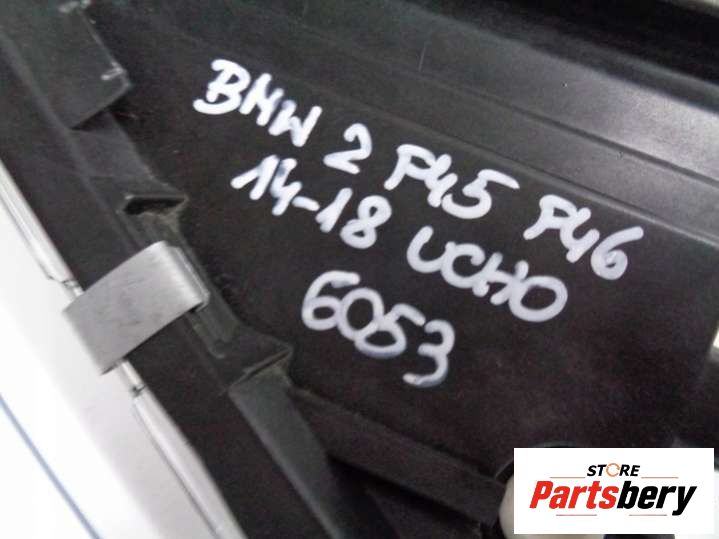 BMW 2 F45 F46
14-18 UCHO
6053
STORE
Partsbery